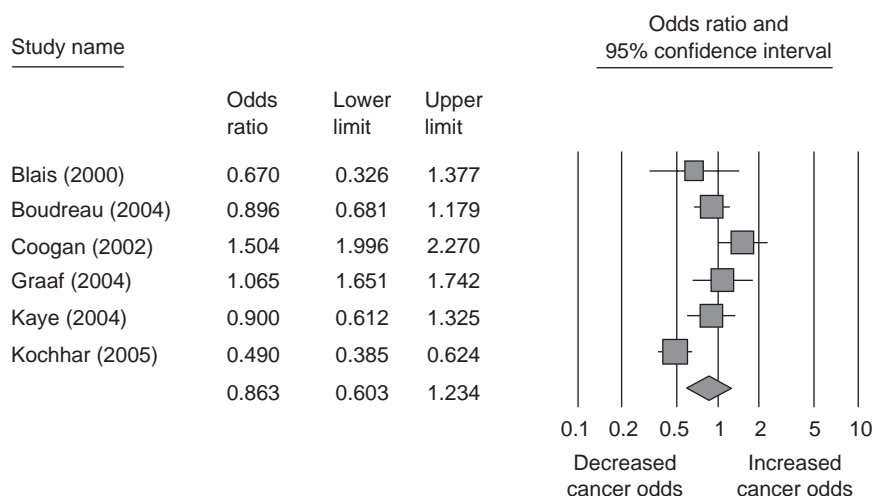 Odds ratio and
95% confidence interval
Study name
Odds ratio Lower limit Upper limit
Blais (2000) 0.670 0.326 1.377
Boudreau (2004) 0.896 0.681 1.179
Coogan (2002) 1.504 1.996 2.270
Graaf (2004) 1.065 1.651 1.742
Kaye (2004) 0.900 0.612 1.325
Kochhar (2005) 0.490 0.385 0.624
0.863 0.603 1.234
0.1 0.2 0.5 1 2 5 10
Decreased cancer odds
Increased cancer odds